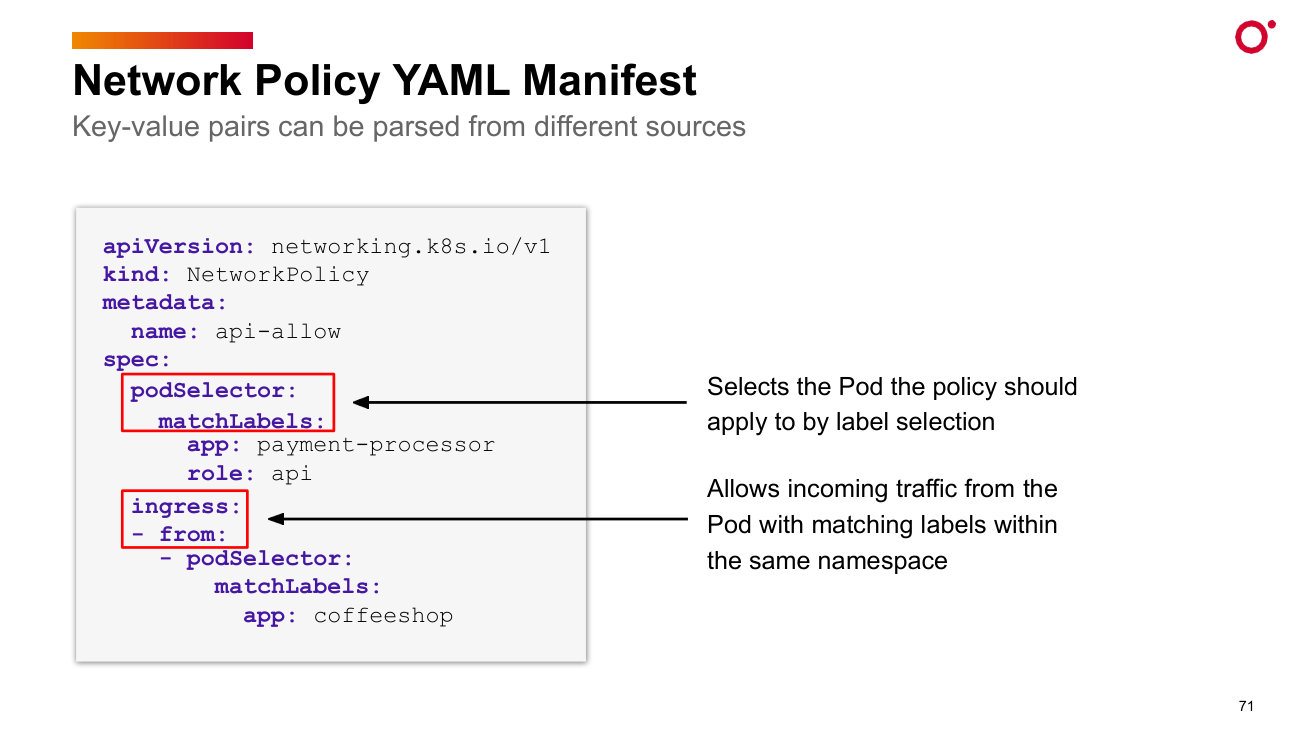 Network Policy YAML Manifest
Key-value pairs can be parsed from different sources
apiVersion: networking.k8s.io/v1
kind: NetworkPolicy
metadata:
  name: api-allow
spec:
  podSelector:
    matchLabels:
      app: payment-processor
      role: api
  ingress:
  - from:
    - podSelector:
        matchLabels:
          app: coffeeshop
Selects the Pod the policy should
apply to by label selection
Allows incoming traffic from the
Pod with matching labels within
the same namespace
71